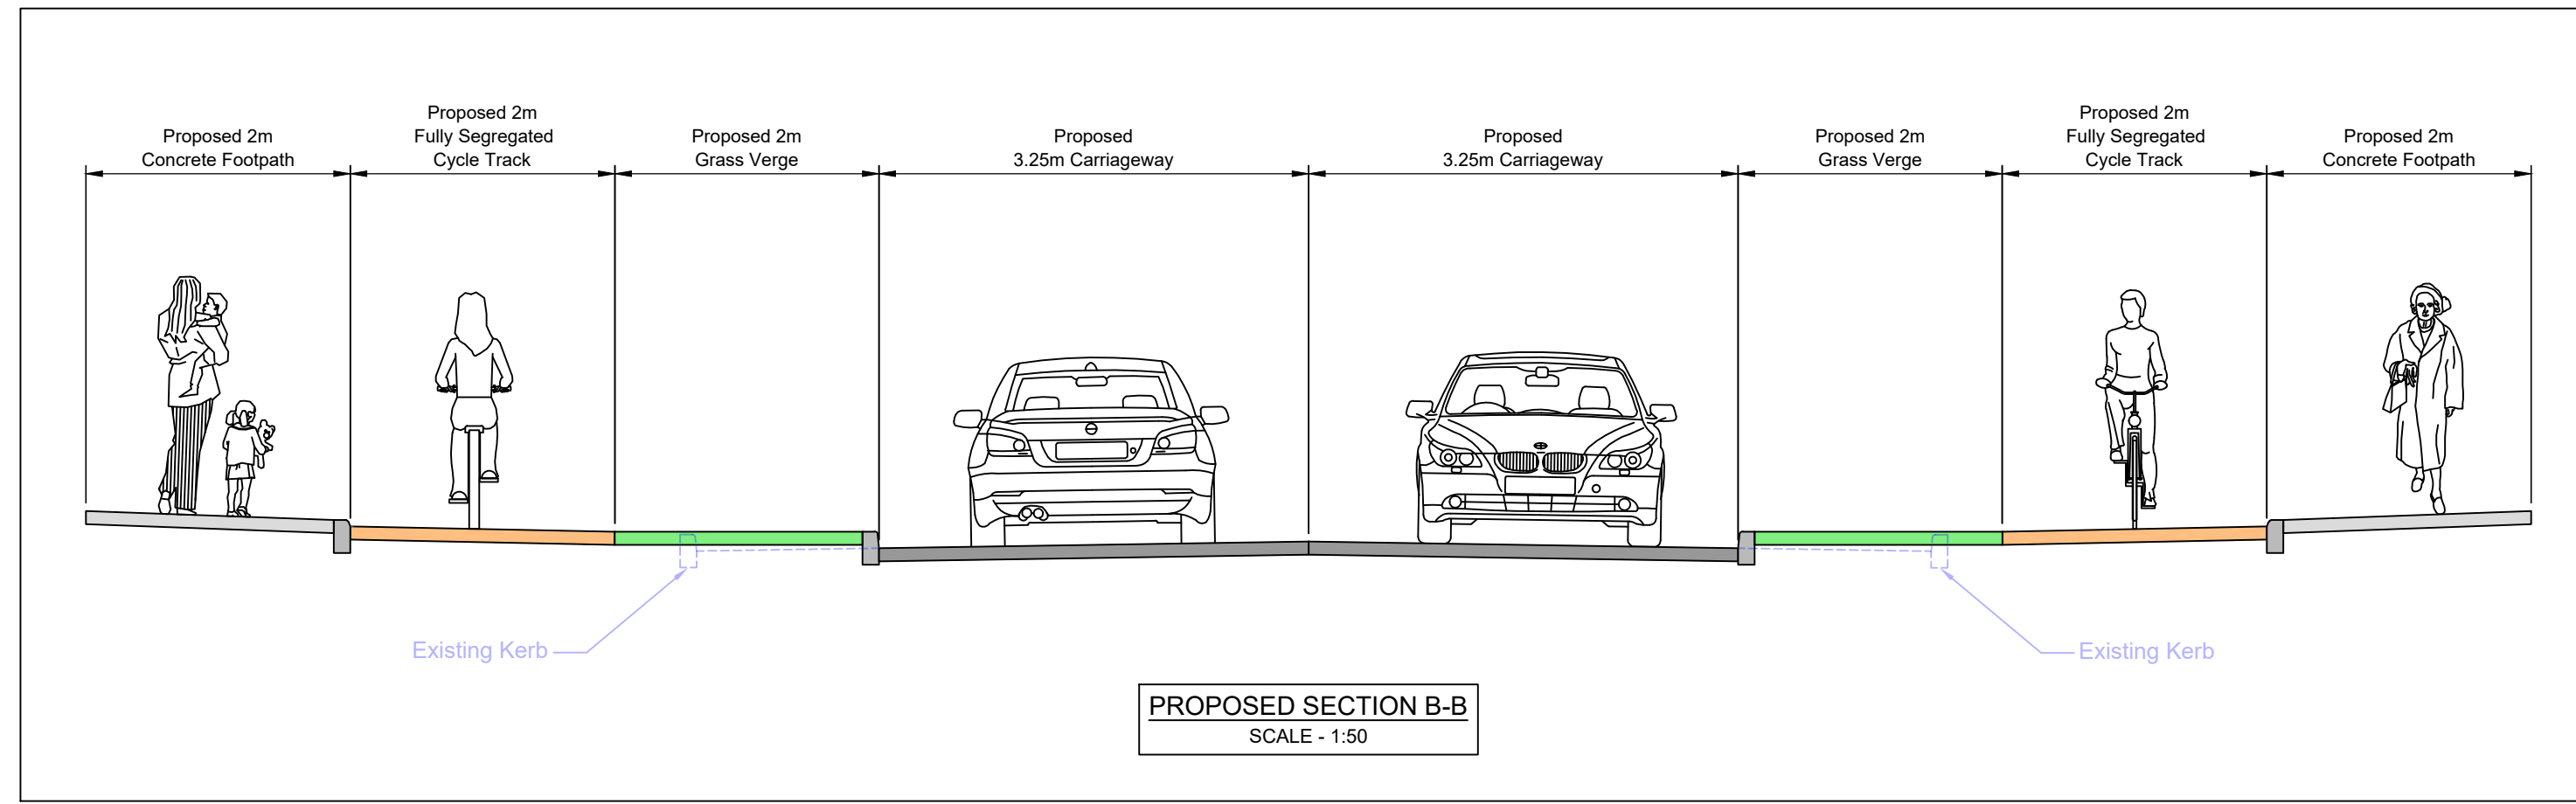 Proposed 2m
Concrete Footpath
Proposed 2m
Fully Segregated
Cycle Track
Proposed 2m
Grass Verge
Proposed
3.25m Carriageway
Proposed
3.25m Carriageway
Proposed 2m
Grass Verge
Proposed 2m
Fully Segregated
Cycle Track
Proposed 2m
Concrete Footpath
Existing Kerb
Existing Kerb
PROPOSED SECTION B-B
SCALE - 1:50